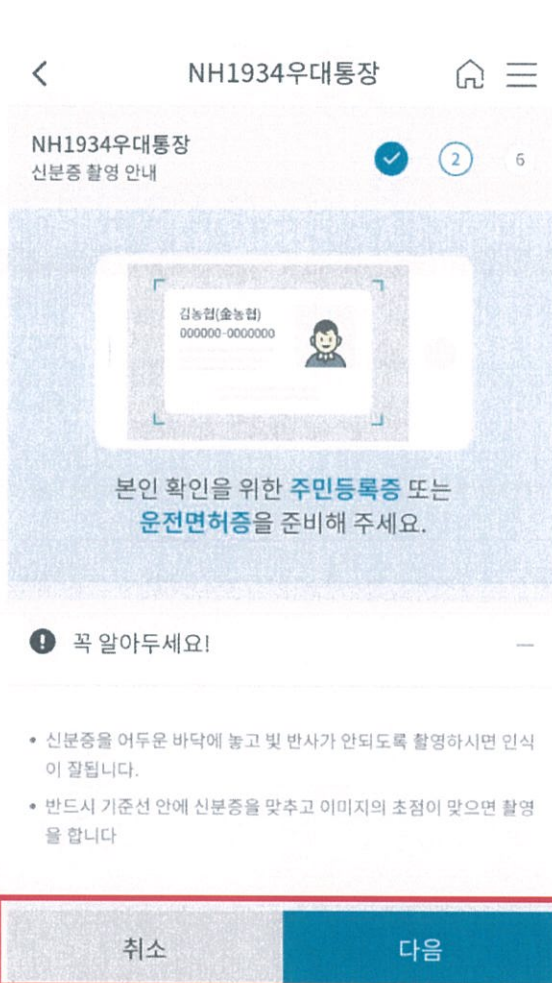 NH1934우대통장
NH1934우대통장
신분증 촬영 안내
2
6
김농협(金농협)
000000-0000000
본인 확인을 위한 주민등록증 또는
운전면허증을 준비해 주세요.
꼭 알아두세요!
• 신분증을 어두운 바닥에 놓고 빛 반사가 안되도록 촬영하시면 인식
이 잘됩니다.
• 반드시 기준선 안에 신분증을 맞추고 이미지의 초점이 맞으면 촬영
을 합니다
취소
다음